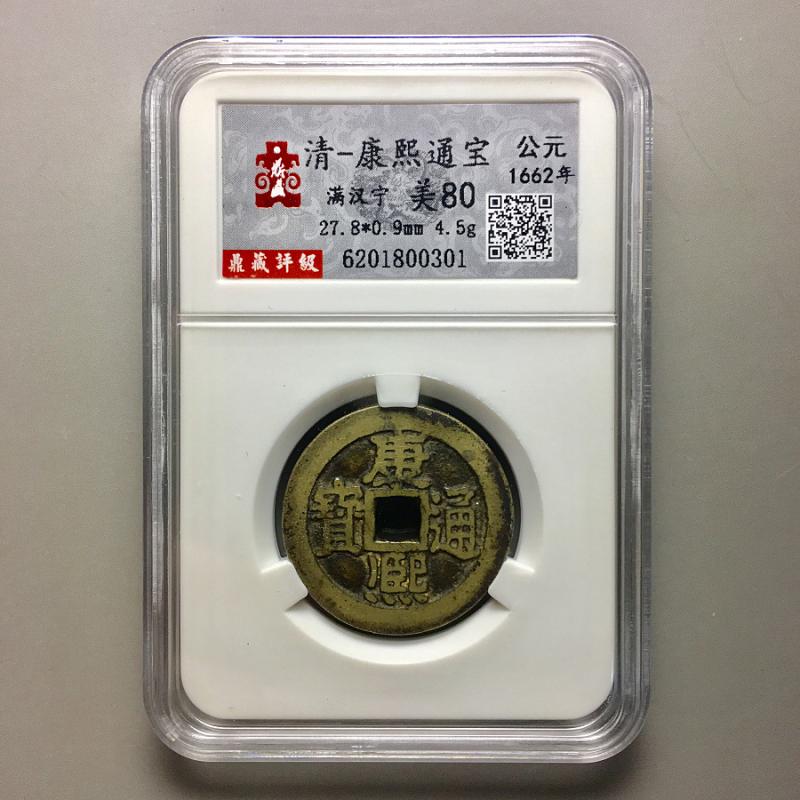 清-康熙通宝
公元
1662年
满汉字 美80
27.8*0.9mm 4.5g
鼎藏評級
6201800301
康熙通寶